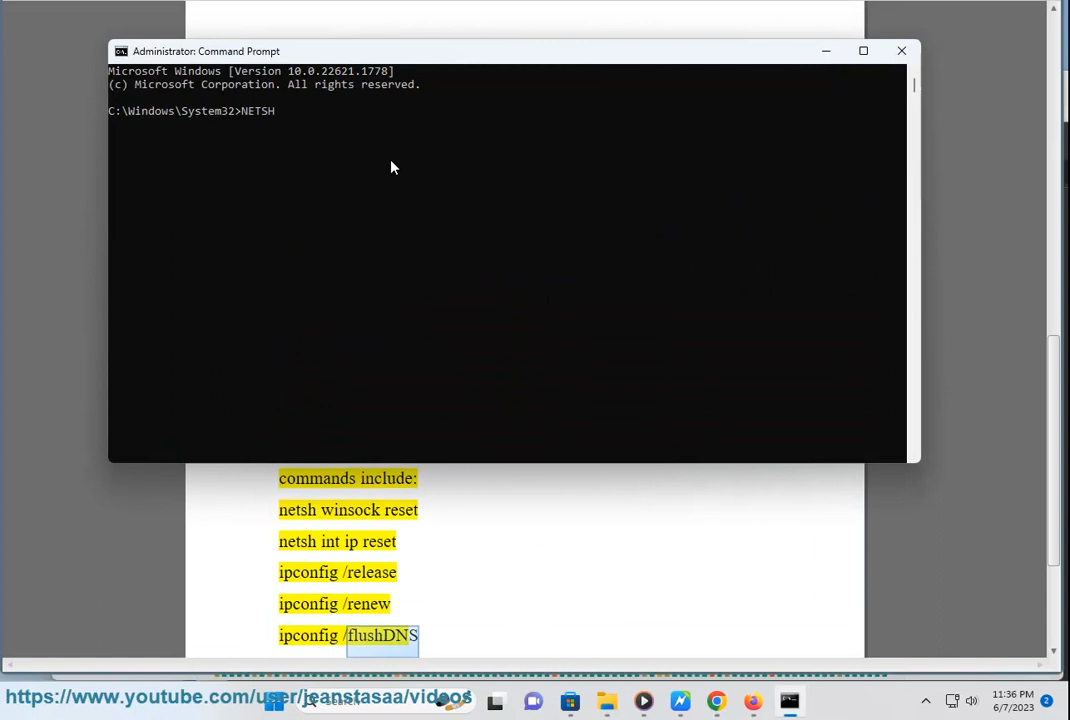 Administrator: Command Prompt
Microsoft Windows [Version 10.0.22621.1778]
(c) Microsoft Corporation. All rights reserved.
C:\Windows\System32>NETSH
commands include:
netsh winsock reset
netsh int ip reset
ipconfig /release
ipconfig /renew
ipconfig /flushDNS
https://www.youtube.com/user/jeanstasaa/videos
Search
11:36 PM
6/7/2023
2